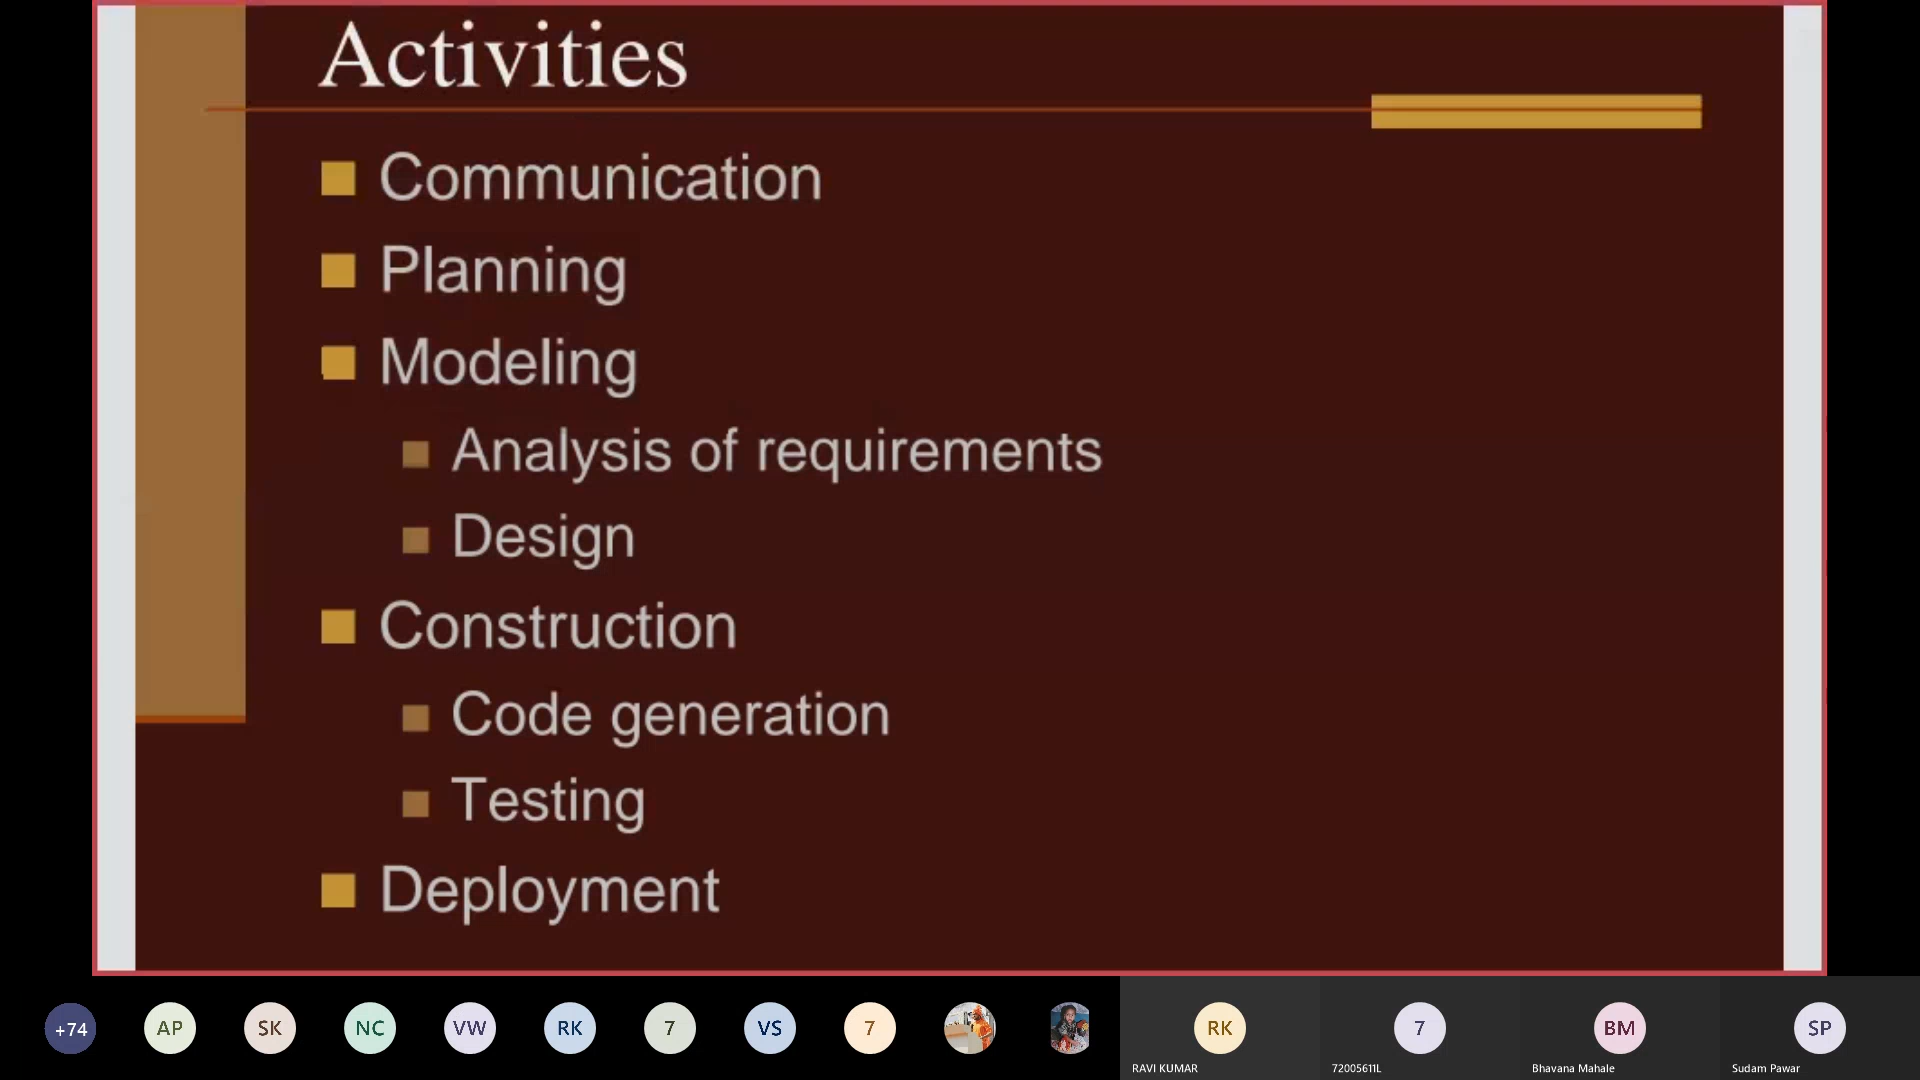 Activities
Communication
Planning
Modeling
Analysis of requirements
Design
Construction
Code generation
Testing
Deployment
+74 AP SK NC VW RK 7 VS 7 RK 7 BM SP
RAVI KUMAR 72005611L Bhavana Mahale Sudam Pawar